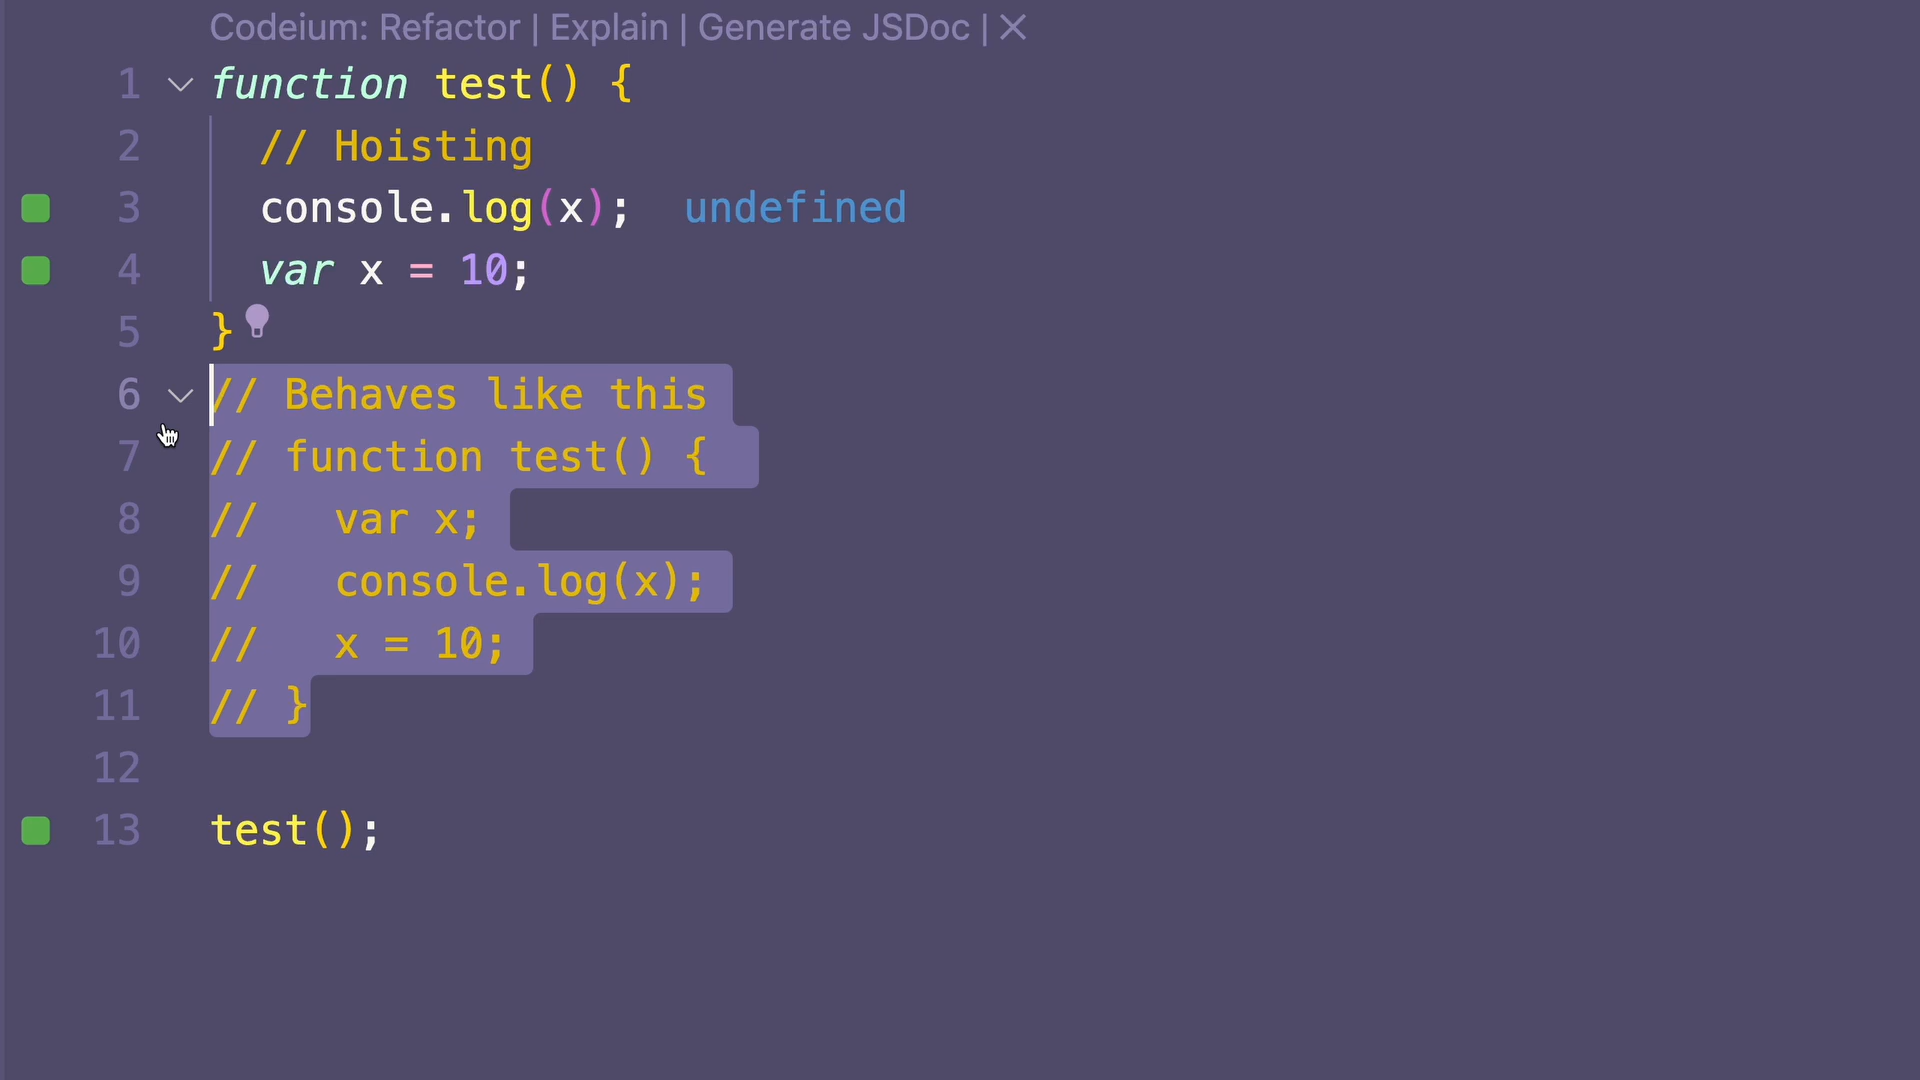 Codeium: Refactor | Explain | Generate JSDoc | ×
1 function test() {
2 // Hoisting
3 console.log(x); undefined
4 var x = 10;
5 }
6 // Behaves like this
7 // function test() {
8 //   var x;
9 //   console.log(x);
10 //   x = 10;
11 // }
12
13 test();